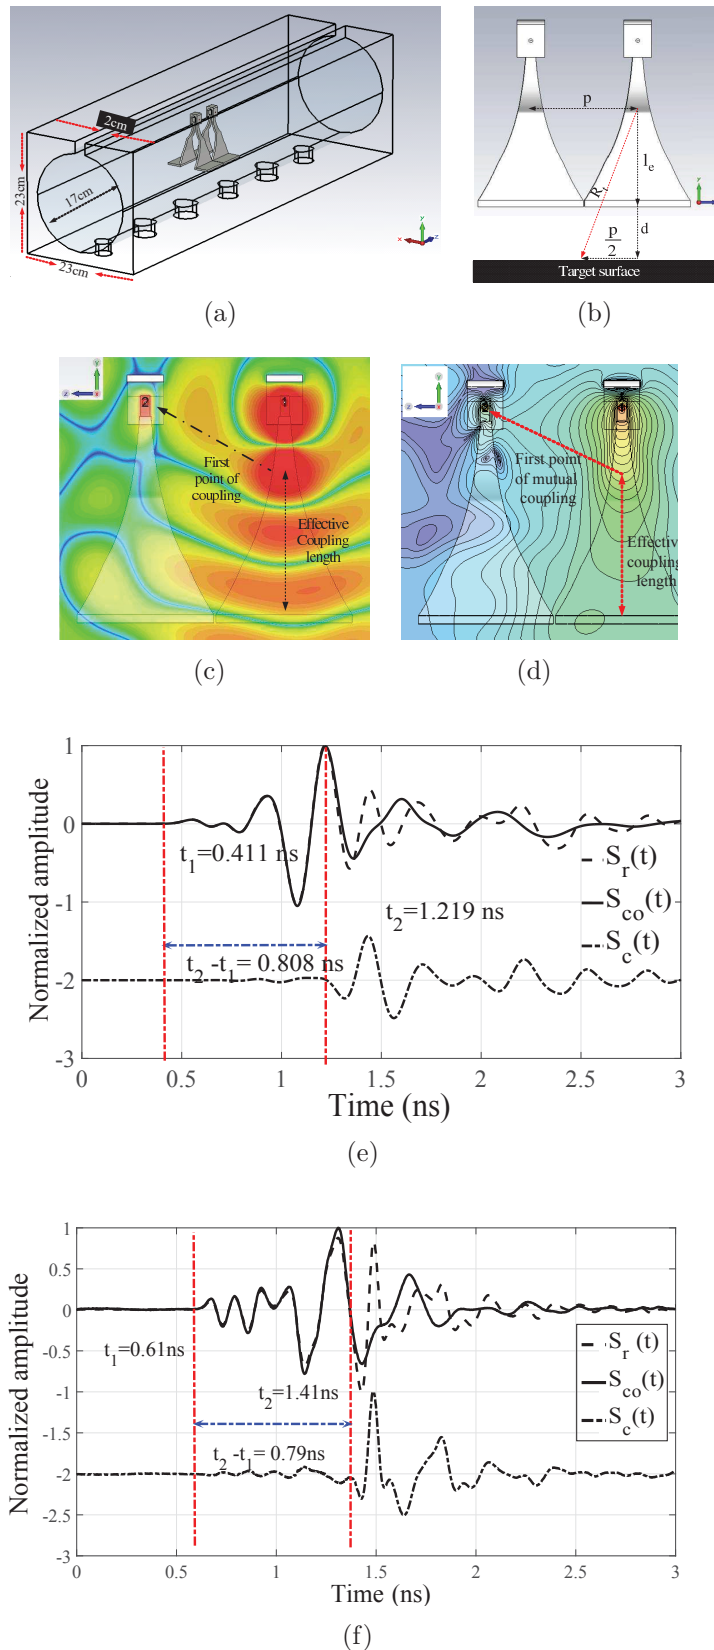 2cm
23cm
17cm
23cm
y
x
z
(a)
p
l_e
R_t
d
p/2
Target surface
y
z
(b)
Y
Z
2
1
First
point of
coupling
Effective
Coupling
length
(c)
Y
Z
First point
of mutual
coupling
Effective
coupling
length
(d)
Normalized amplitude
1
0
-1
-2
-3
t_1=0.411 ns
t_2=1.219 ns
t_2 -t_1= 0.808 ns
S_r(t)
S_co(t)
S_c(t)
0 0.5 1 1.5 2 2.5 3
Time (ns)
(e)
Normalized amplitude
1
0.5
0
-0.5
-1
-1.5
-2
-2.5
-3
t_1=0.61ns
t_2=1.41ns
t_2 -t_1= 0.79ns
S_r (t)
S_co(t)
S_c(t)
0 0.5 1 1.5 2 2.5 3
Time (ns)
(f)